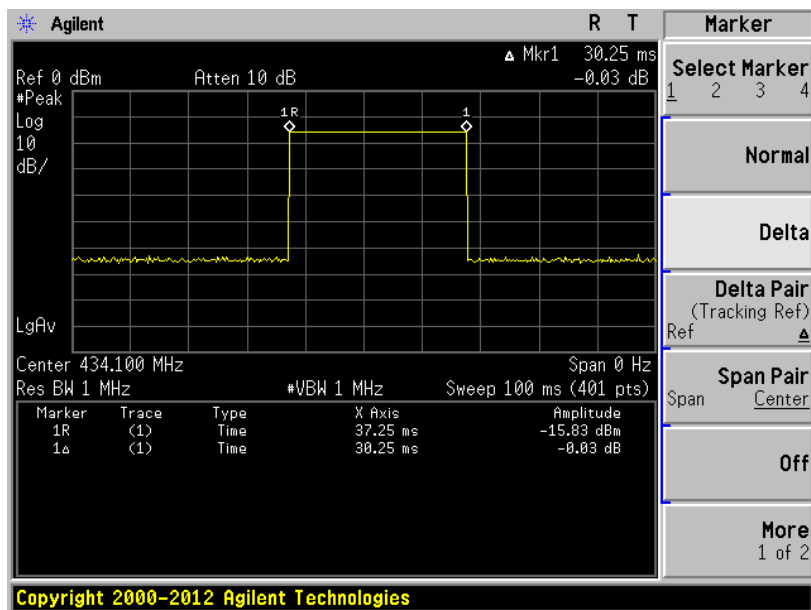 Agilent R T Marker
Δ Mkr1 30.25 ms
Ref 0 dBm Atten 10 dB -0.03 dB
#Peak
Log
10
dB/
1R 1
LgAv
Center 434.100 MHz Span 0 Hz
Res BW 1 MHz #VBW 1 MHz Sweep 100 ms (401 pts)
Marker Trace Type X Axis Amplitude
1R (1) Time 37.25 ms -15.83 dBm
1Δ (1) Time 30.25 ms -0.03 dB
Select Marker
1 2 3 4
Normal
Delta
Delta Pair
(Tracking Ref)
Ref Δ
Span Pair
Span Center
Off
More
1 of 2
Copyright 2000-2012 Agilent Technologies